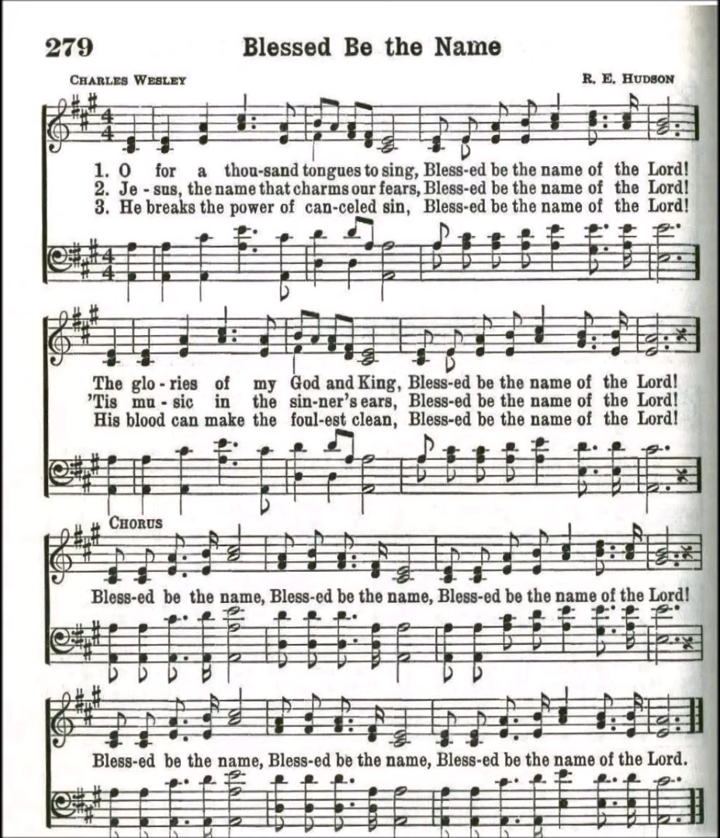 279 Blessed Be the Name
CHARLES WESLEY R. E. HUDSON
4 4
1. O for a thou-sand tongues to sing, Bless-ed be the name of the Lord!
2. Je - sus, the name that charms our fears, Bless-ed be the name of the Lord!
3. He breaks the power of can-celed sin, Bless-ed be the name of the Lord!
4 4
The glo - ries of my God and King, Bless-ed be the name of the Lord!
'Tis mu - sic in the sin-ner's ears, Bless-ed be the name of the Lord!
His blood can make the foul-est clean, Bless-ed be the name of the Lord!
CHORUS
Bless-ed be the name, Bless-ed be the name, Bless-ed be the name of the Lord!
Bless-ed be the name, Bless-ed be the name, Bless-ed be the name of the Lord.